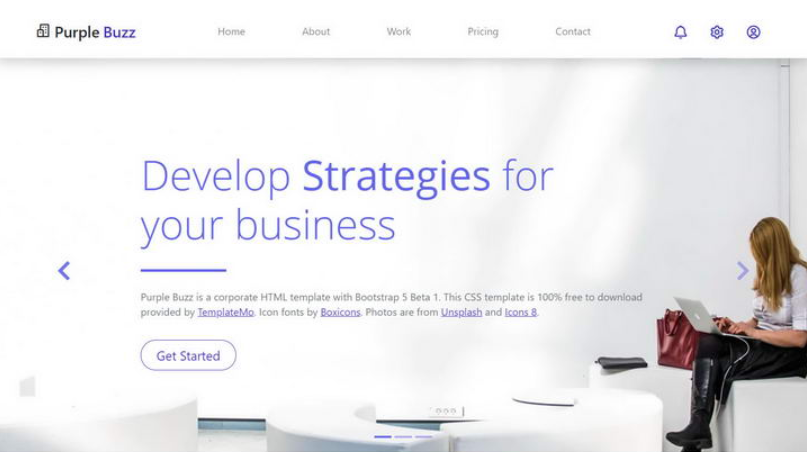 Purple Buzz Home About Work Pricing Contact
Develop Strategies for
your business
Purple Buzz is a corporate HTML template with Bootstrap 5 Beta 1. This CSS template is 100% free to download
provided by TemplateMo. Icon fonts by Boxicons. Photos are from Unsplash and Icons 8.
Get Started